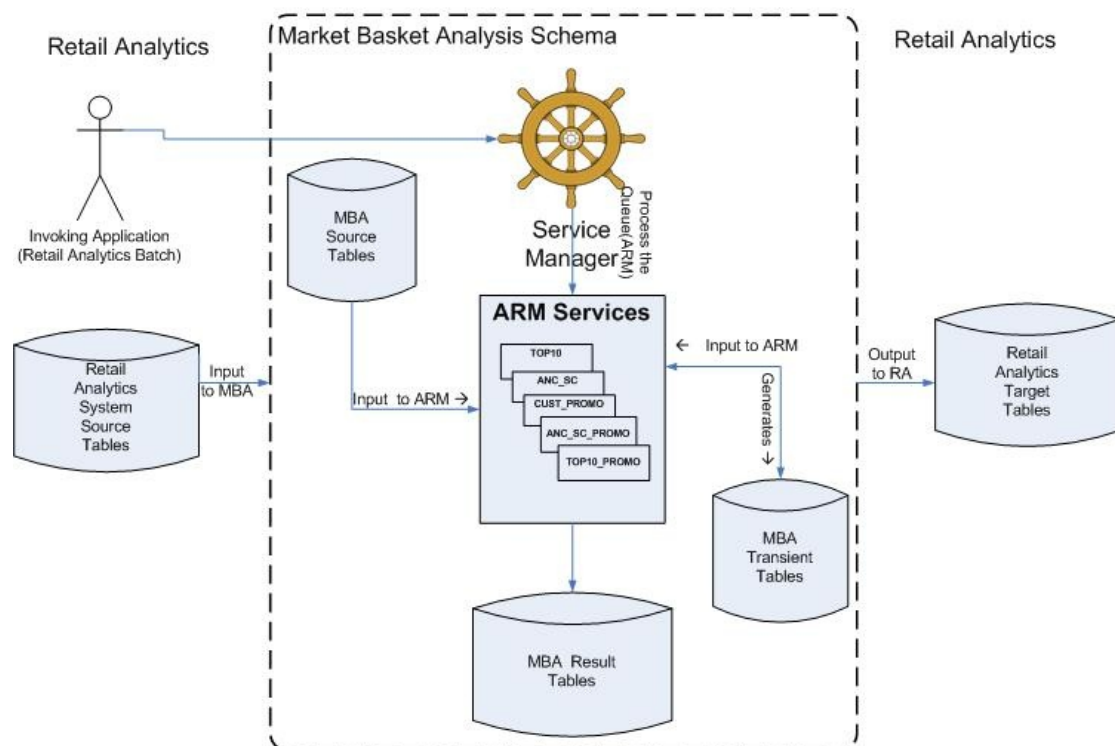 Retail Analytics
Market Basket Analysis Schema
Retail Analytics
Invoking Application
(Retail Analytics Batch)
MBA
Source
Tables
Service
Manager
Process the
Queue(ARM)
ARM Services
TOP10
ANC_SC
CUST_PROMO
ANC_SC_PROMO
TOP10_PROMO
Retail
Analytics
System
Source
Tables
Input
to MBA
Input to ARM →
← Input to ARM
Generates →
Output
to RA
Retail
Analytics
Target
Tables
MBA
Transient
Tables
MBA Result
Tables